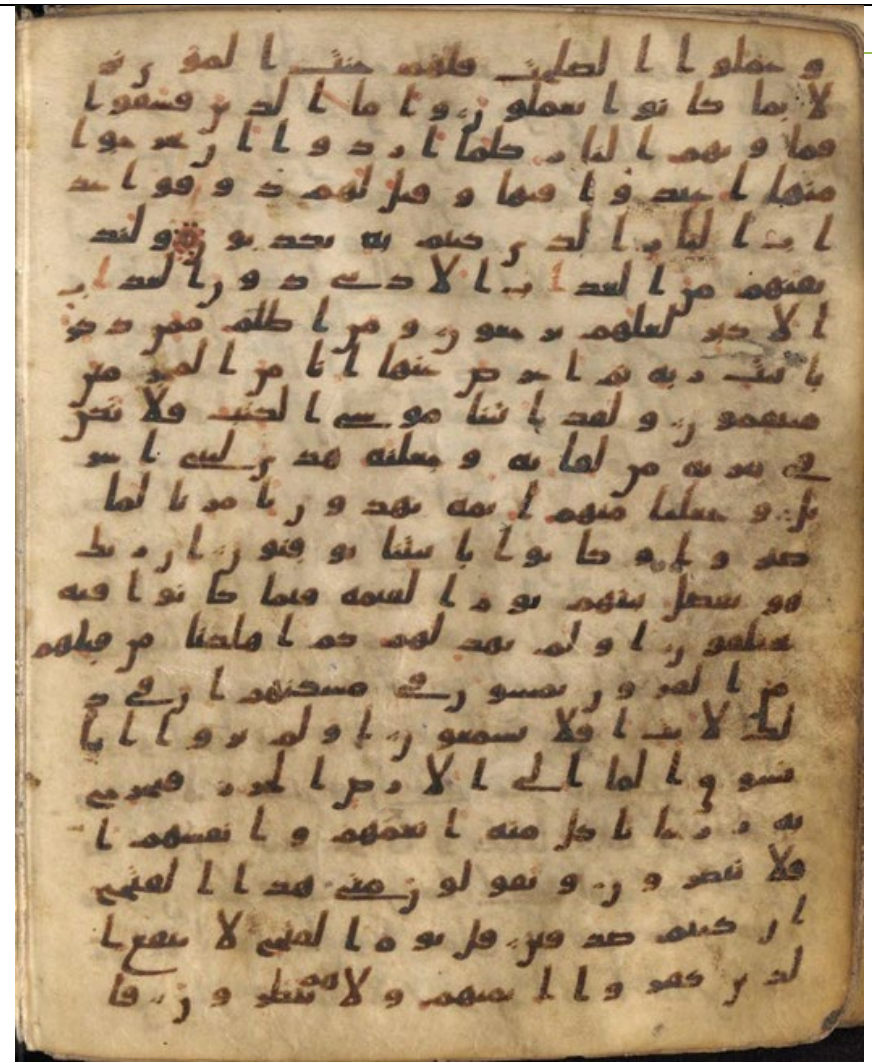 وعملوا الصلحت فلهم جنت الموى نز
لا بما كانوا يعملون واما الذين فسقوا
فماويهم النار كلما ارادوا ان يخرجوا
منها اعيدوا فيها وقيل لهم ذوقوا عذ
اب النار الذي كنتم به تكذبون ولنذ
يقنهم من العذاب الادنى دون العذاب
الاكبر لعلهم يرجعون ومن اظلم ممن ذكر
بايت ربه ثم اعرض عنها انا من المجرمين
منتقمون ولقد اتينا موسى الكتب فلا تكن
في مرية من لقايه وجعلنه هدى لبني اسر
يل وجعلنا منهم ايمة يهدون بامرنا لما
صبروا وكانوا بايتنا يوقنون ان ربك
هو يفصل بينهم يوم القيمة فيما كانوا فيه
يختلفون اولم يهد لهم كم اهلكنا من قبلهم
من القرون يمشون في مسكنهم ان في ذ
لك لايت افلا يسمعون اولم يروا انا
نسوق الما الى الارض الجرز فنخرج
به زرعا تاكل منه انعمهم وانفسهم ا
فلا يبصرون ويقولون متى هذا الفتح
ان كنتم صدقين قل يوم الفتح لا ينفع ا
لذين كفروا ايمنهم ولا هم ينظرون فا